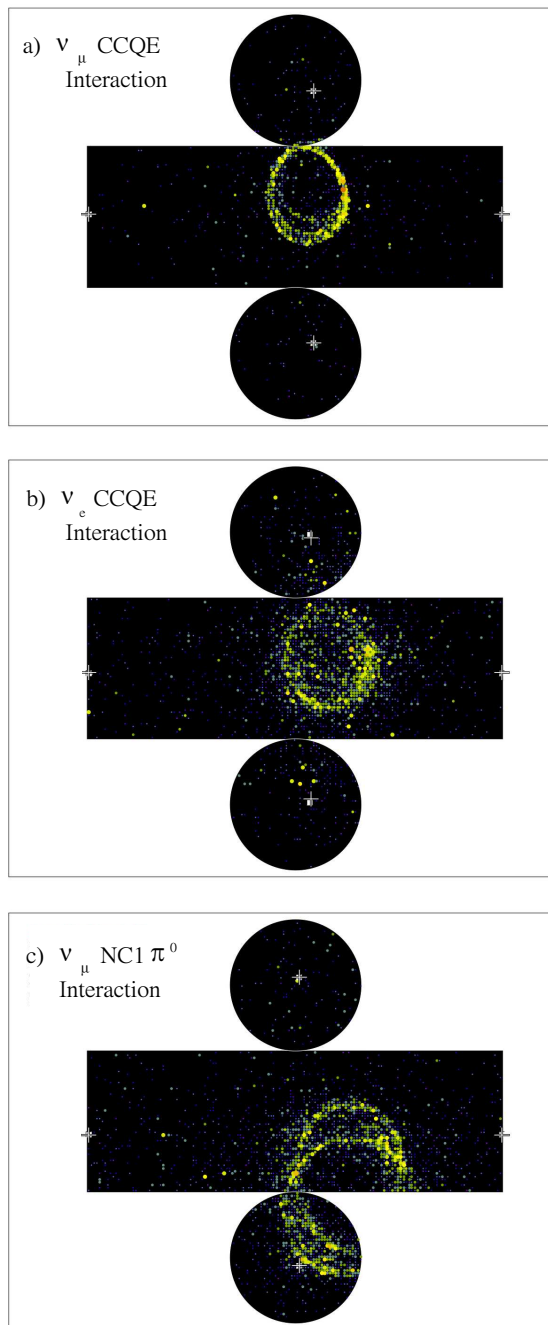 a) ν μ CCQE
Interaction
b) ν e CCQE
Interaction
c) ν μ NC1 π 0
Interaction